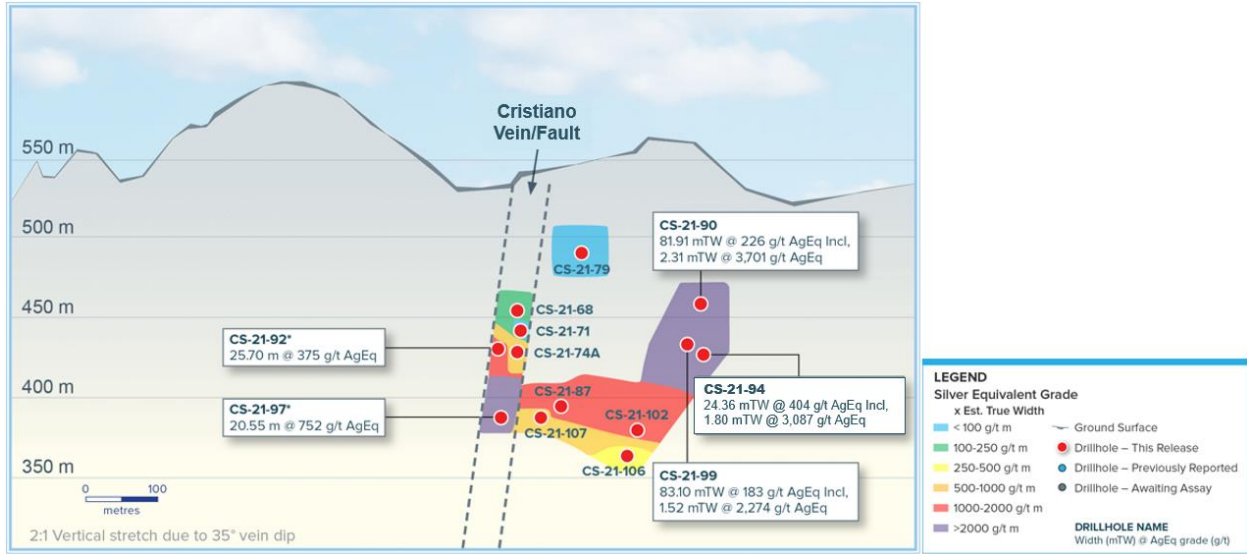 Cristiano
Vein/Fault
550 m
500 m
450 m
400 m
350 m
CS-21-90
81.91 mTW @ 226 g/t AgEq Incl,
2.31 mTW @ 3,701 g/t AgEq
CS-21-79
CS-21-68
CS-21-71
CS-21-74A
CS-21-92*
25.70 m @ 375 g/t AgEq
CS-21-97*
20.55 m @ 752 g/t AgEq
CS-21-87
CS-21-102
CS-21-107
CS-21-106
CS-21-94
24.36 mTW @ 404 g/t AgEq Incl,
1.80 mTW @ 3,087 g/t AgEq
CS-21-99
83.10 mTW @ 183 g/t AgEq Incl,
1.52 mTW @ 2,274 g/t AgEq
0 100
metres
2:1 Vertical stretch due to 35° vein dip
LEGEND
Silver Equivalent Grade
x Est. True Width
< 100 g/t m
100-250 g/t m
250-500 g/t m
500-1000 g/t m
1000-2000 g/t m
>2000 g/t m
Ground Surface
Drillhole – This Release
Drillhole – Previously Reported
Drillhole – Awaiting Assay
DRILLHOLE NAME
Width (mTW) @ AgEq grade (g/t)